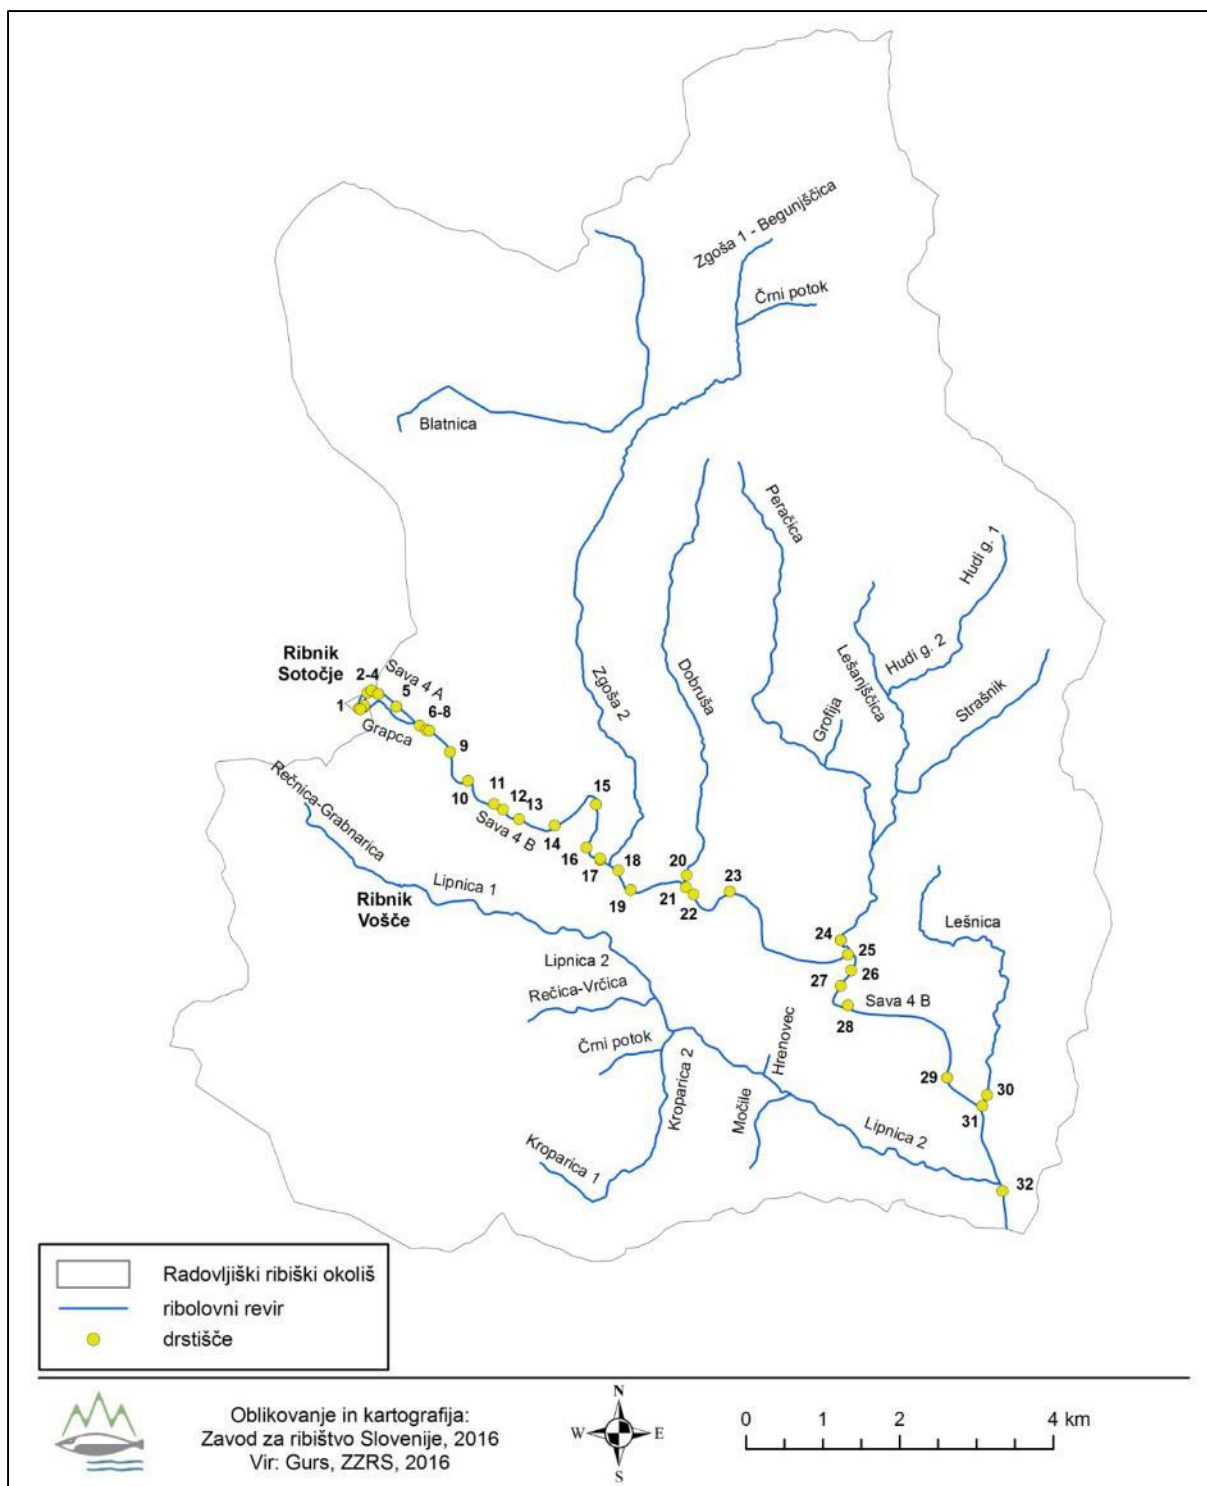 Zgoša 1 - Begunjščica
Črni potok
Blatnica
Peračica
Hudi g. 1
Hudi g. 2
Lešanjščica
Strašnik
Grofija
Dobruša
Zgoša 2
Ribnik
Sotočje
2-4
Sava 4 A
5
1
6-8
Grapca
9
Rečnica-Grabnarica
10
11
12
13
Sava 4 B
14
15
16
17
18
19
20
21
22
23
Lipnica 1
Ribnik
Vošče
24
25
26
27
28
Sava 4 B
Lešnica
Lipnica 2
Rečica-Vrčica
Črni potok
Kroparica 2
Hrenovec
Močile
29
30
31
Lipnica 2
Kroparica 1
32
Radovljiški ribiški okoliš
ribolovni revir
drstišče
Oblikovanje in kartografija:
Zavod za ribištvo Slovenije, 2016
Vir: Gurs, ZZRS, 2016
N
W
E
S
0 1 2 4 km